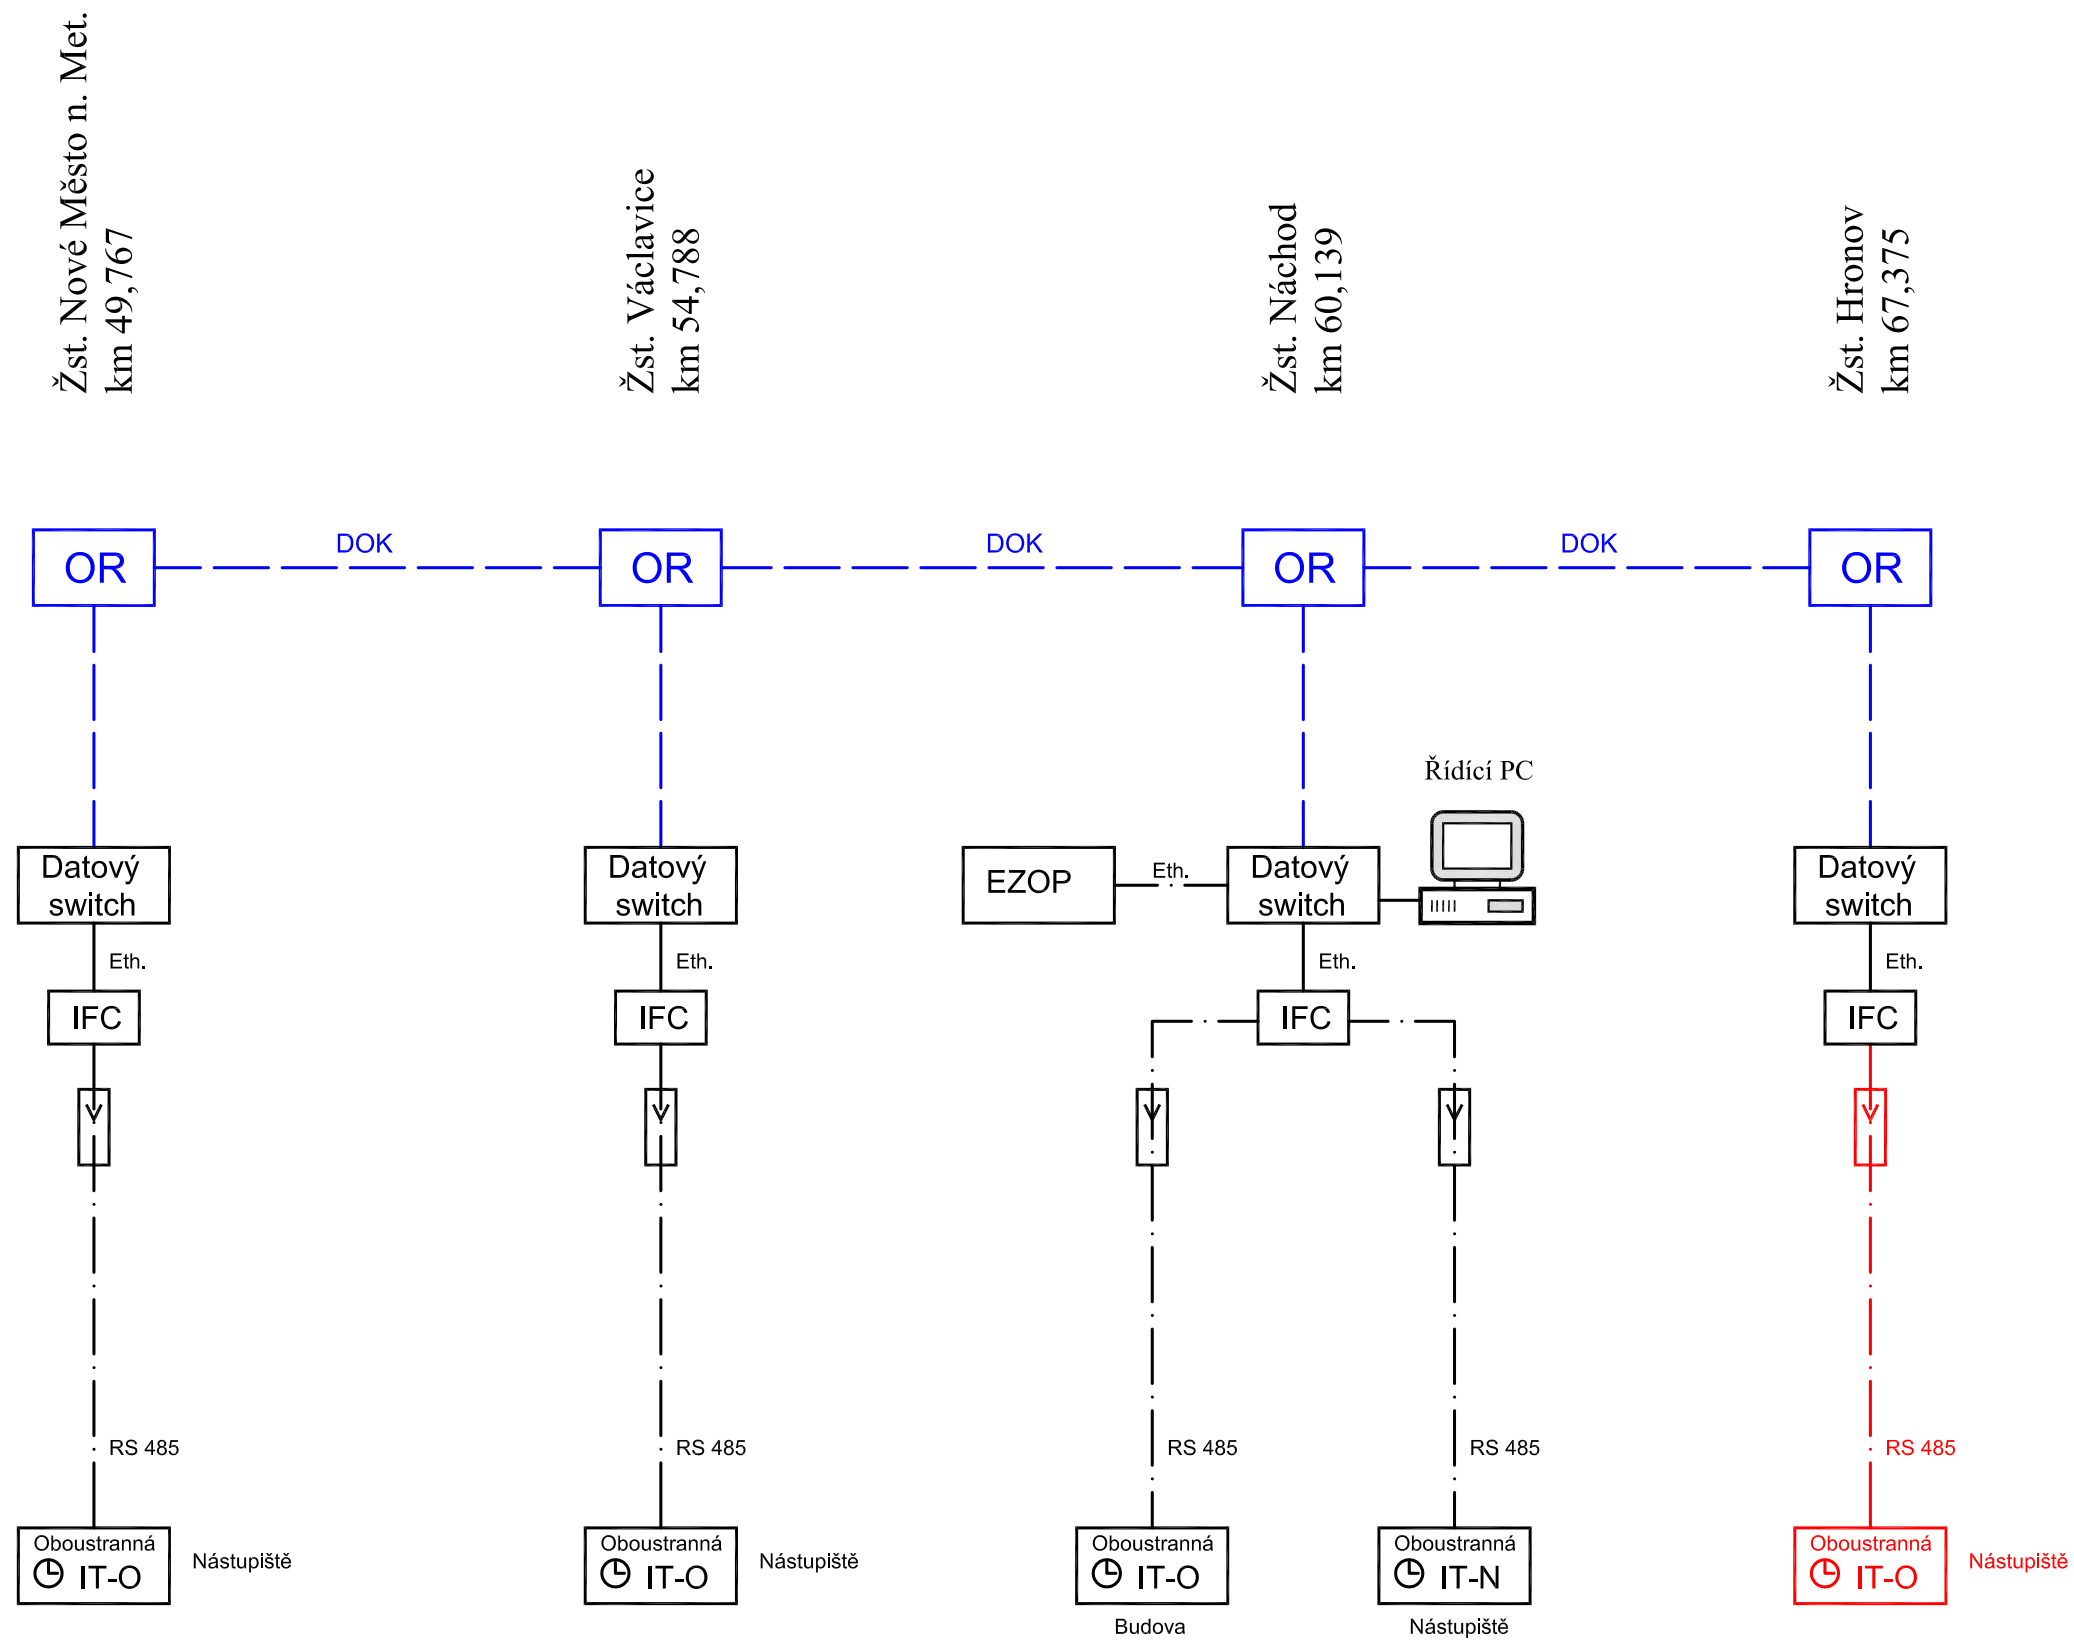 Žst. Nové Město n. Met.
km 49,767
Žst. Václavice
km 54,788
Žst. Náchod
km 60,139
Žst. Hronov
km 67,375
OR
DOK
OR
DOK
OR
DOK
OR
Řídící PC
Datový
switch
Datový
switch
EZOP
Eth.
Datový
switch
Datový
switch
Eth.
Eth.
Eth.
Eth.
IFC
IFC
IFC
IFC
RS 485
RS 485
RS 485
RS 485
RS 485
Oboustranná
IT-O
Nástupiště
Oboustranná
IT-O
Nástupiště
Oboustranná
IT-O
Budova
Oboustranná
IT-N
Nástupiště
Oboustranná
IT-O
Nástupiště